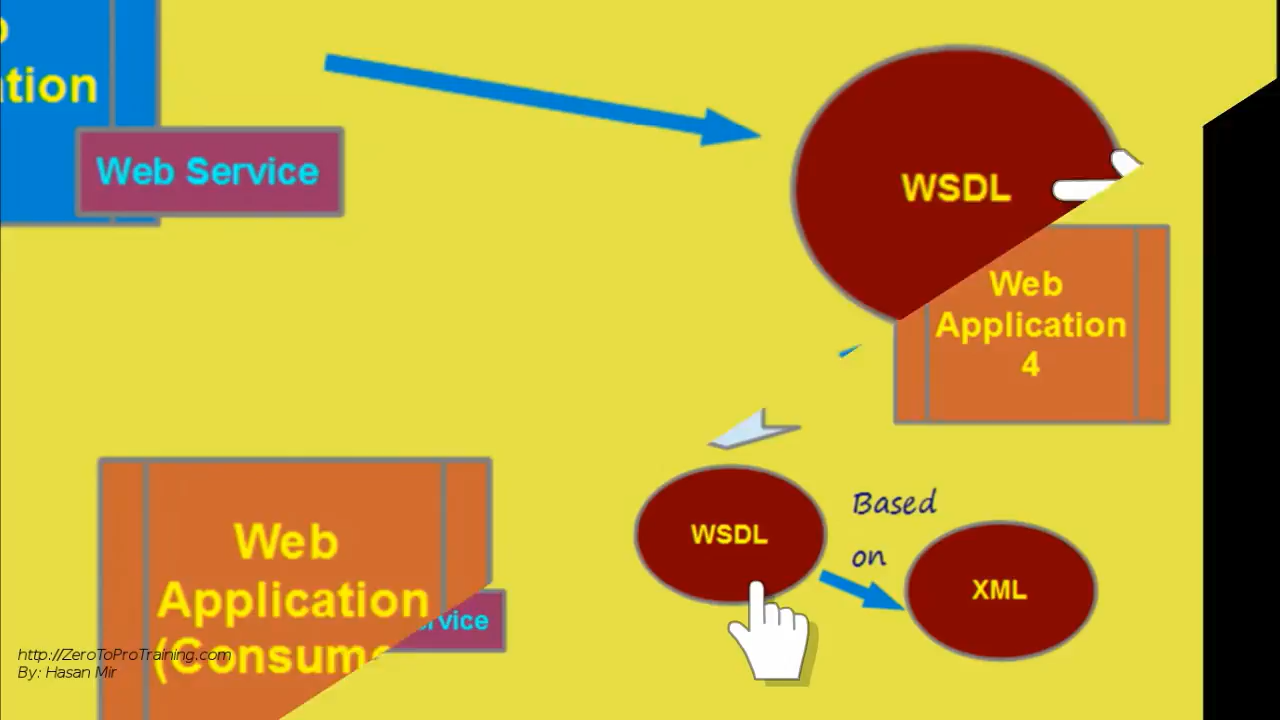 ation
Web Service
WSDL
Web
Application
4
Web
Application
(Consume
rvice
WSDL
Based
on
XML
http://ZeroToProTraining.com
By: Hasan Mir